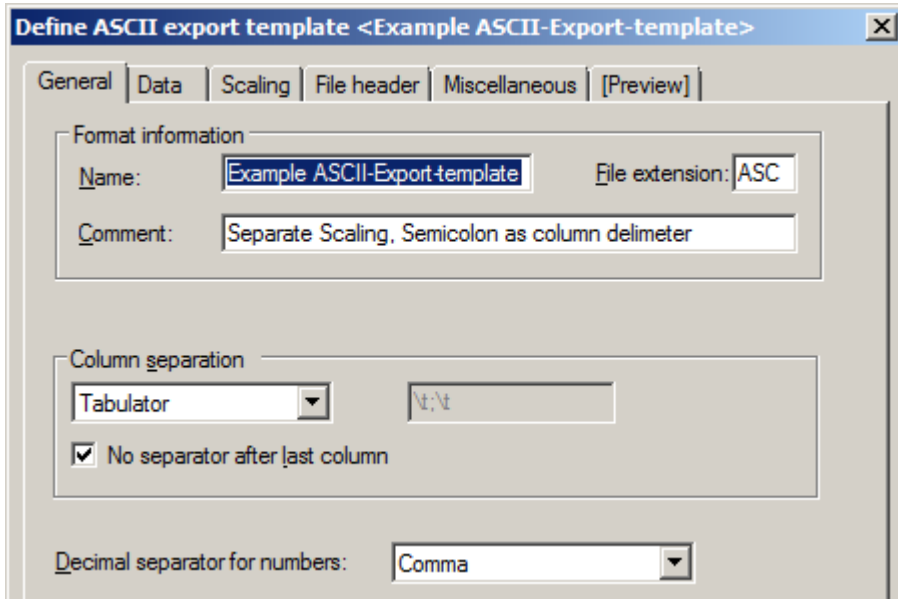 Define ASCII export template <Example ASCII-Export-template>
General Data Scaling File header Miscellaneous [Preview]
Format information
Name: Example ASCII-Export-template File extension: ASC
Comment: Separate Scaling, Semicolon as column delimeter
Column separation
Tabulator \t;\t
No separator after last column
Decimal separator for numbers: Comma